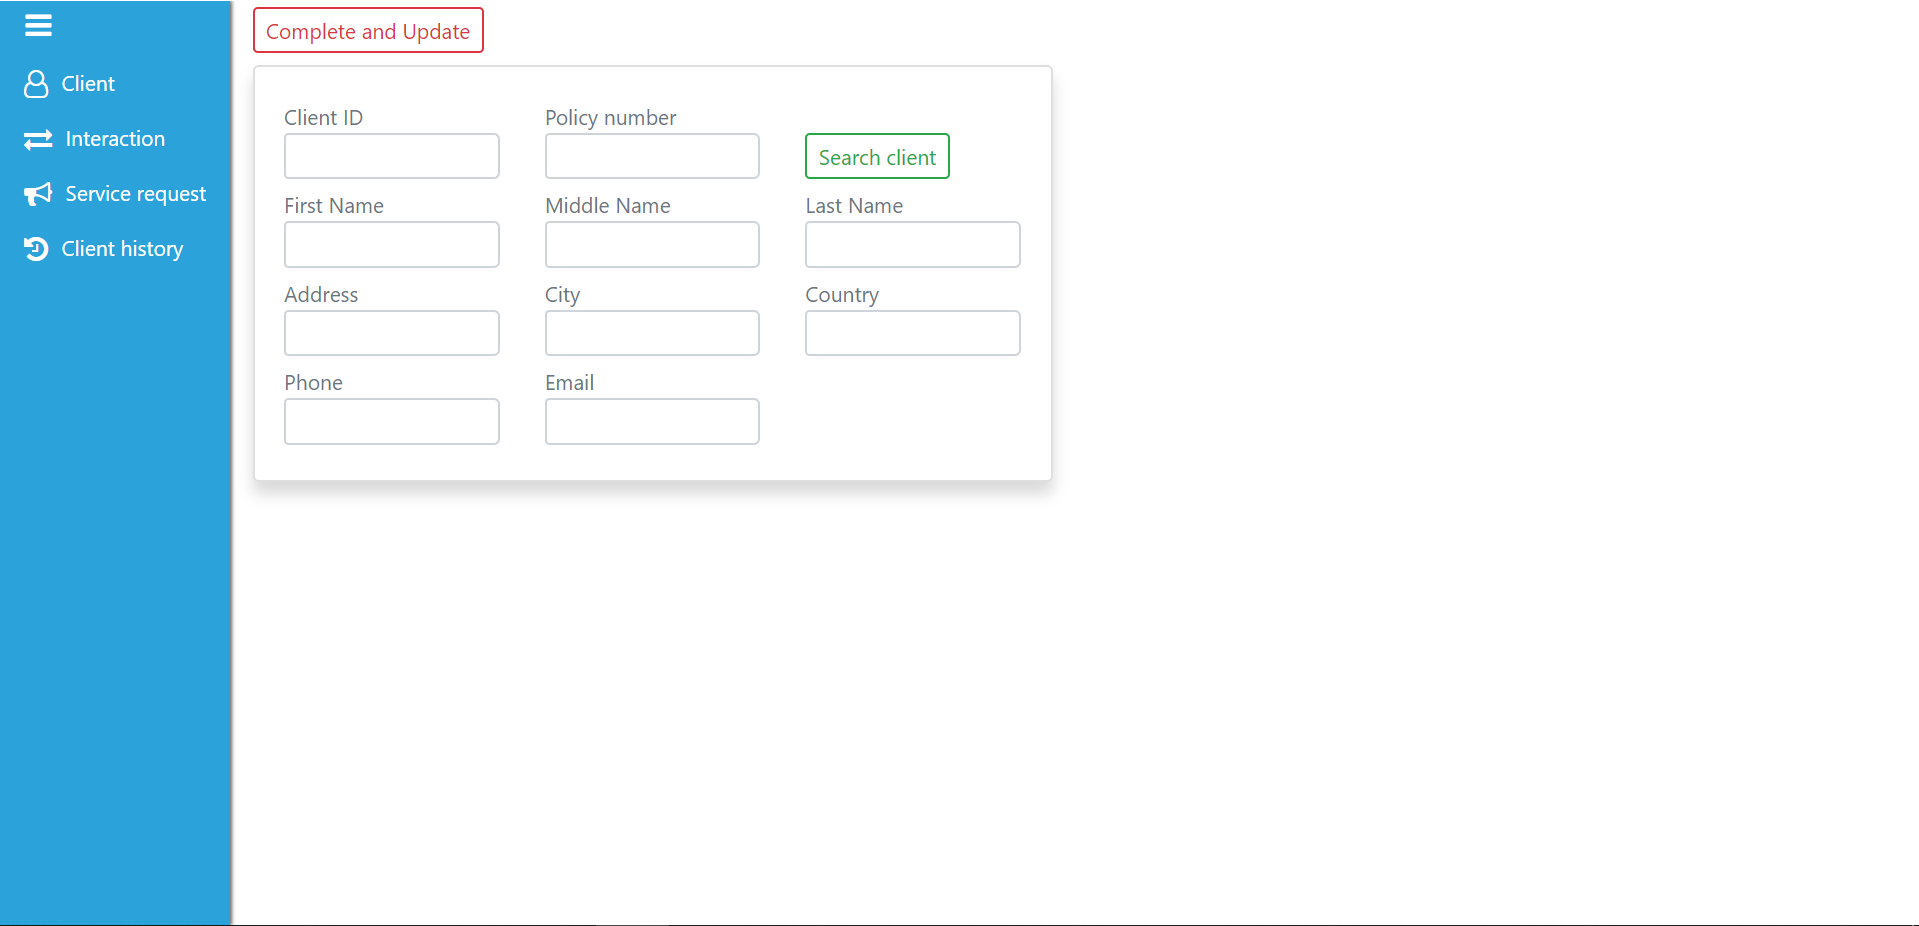 Complete and Update
Client
Interaction
Service request
Client history
Client ID
Policy number
Search client
First Name
Middle Name
Last Name
Address
City
Country
Phone
Email